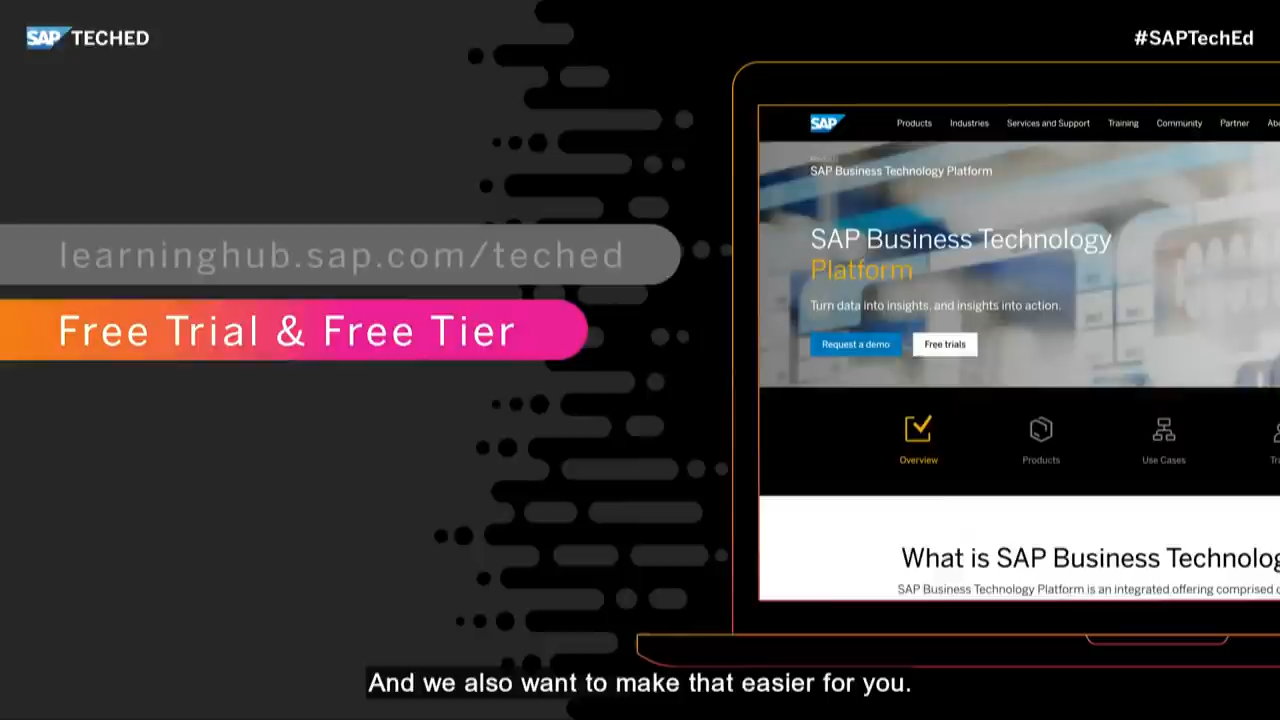 SAP TECHED
#SAPTechEd
learninghub.sap.com/teched
Free Trial & Free Tier
SAP
Products Industries Services and Support Training Community Partner Ab
SAP Business Technology Platform
SAP Business Technology
Platform
Turn data into insights, and insights into action.
Request a demo Free trials
Overview Products Use Cases Tr
What is SAP Business Technolog
SAP Business Technology Platform is an integrated offering comprised
And we also want to make that easier for you.